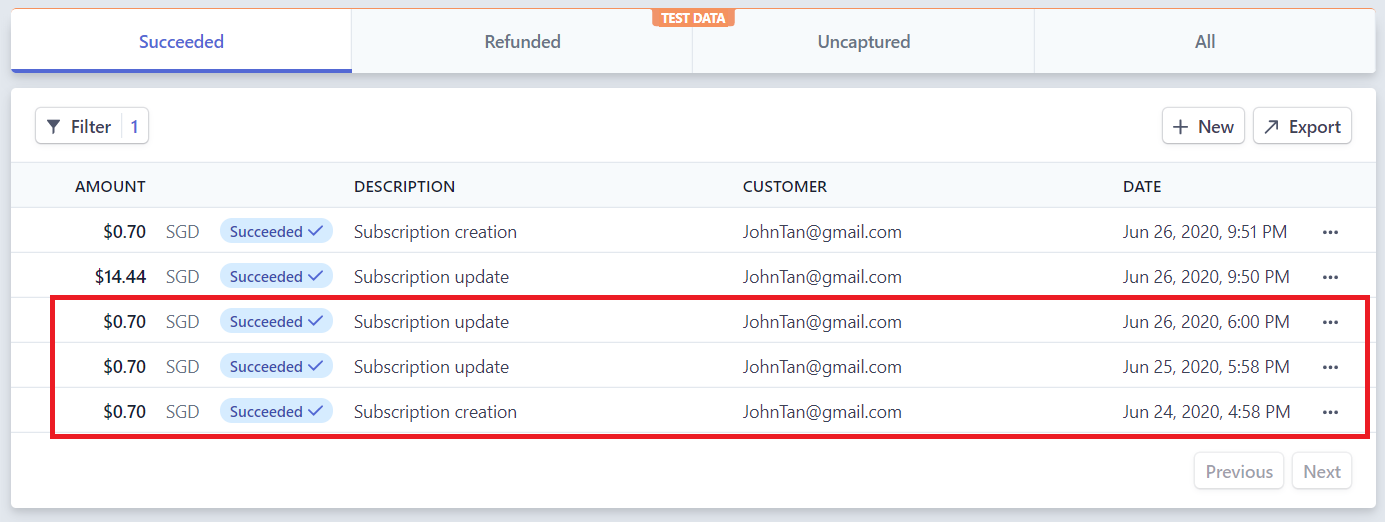 TEST DATA
Succeeded Refunded Uncaptured All
Filter 1 + New Export
AMOUNT DESCRIPTION CUSTOMER DATE
$0.70 SGD Succeeded ✓ Subscription creation JohnTan@gmail.com Jun 26, 2020, 9:51 PM ...
$14.44 SGD Succeeded ✓ Subscription update JohnTan@gmail.com Jun 26, 2020, 9:50 PM ...
$0.70 SGD Succeeded ✓ Subscription update JohnTan@gmail.com Jun 26, 2020, 6:00 PM ...
$0.70 SGD Succeeded ✓ Subscription update JohnTan@gmail.com Jun 25, 2020, 5:58 PM ...
$0.70 SGD Succeeded ✓ Subscription creation JohnTan@gmail.com Jun 24, 2020, 4:58 PM ...
Previous Next